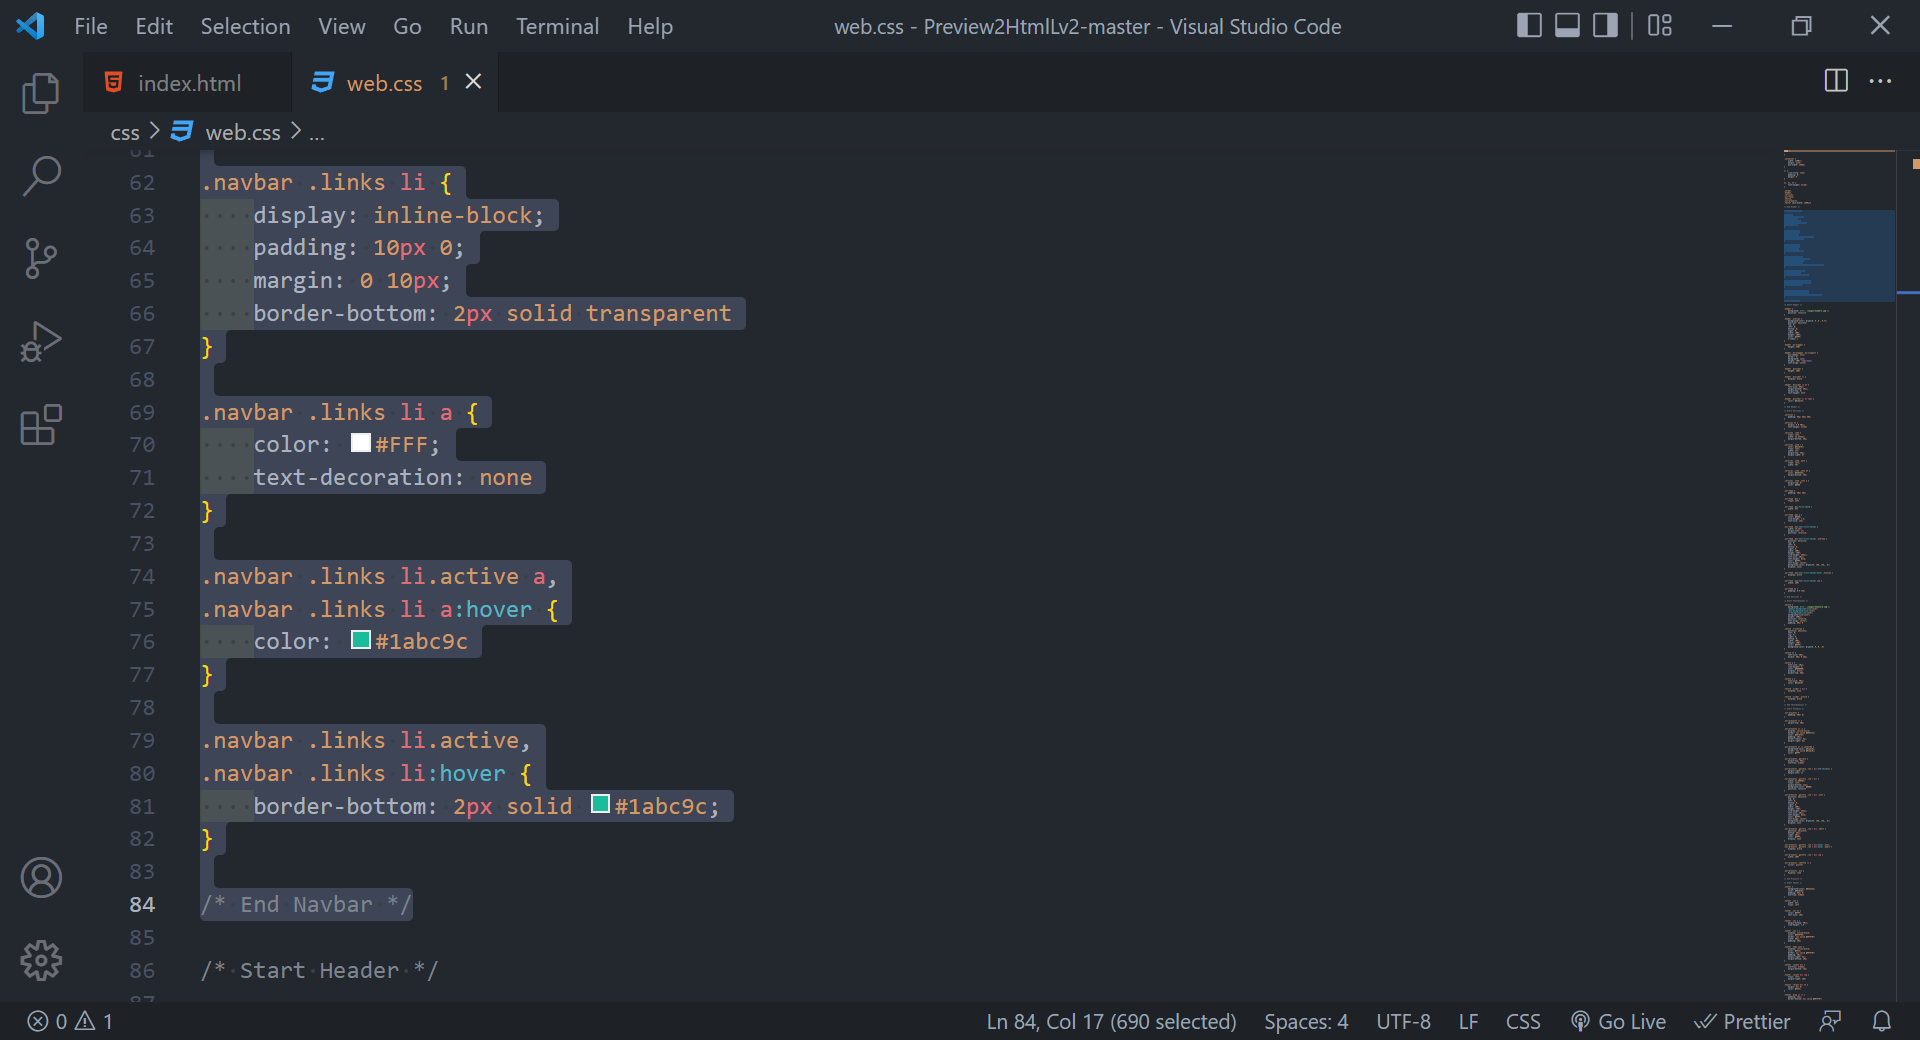 File Edit Selection View Go Run Terminal Help web.css - Preview2HtmlLv2-master - Visual Studio Code
index.html web.css 1
css > web.css > ...
61
62 .navbar .links li {
63 display: inline-block;
64 padding: 10px 0;
65 margin: 0 10px;
66 border-bottom: 2px solid transparent
67 }
68
69 .navbar .links li a {
70 color: #FFF;
71 text-decoration: none
72 }
73
74 .navbar .links li.active a,
75 .navbar .links li a:hover {
76 color: #1abc9c
77 }
78
79 .navbar .links li.active,
80 .navbar .links li:hover {
81 border-bottom: 2px solid #1abc9c;
82 }
83
84 /* End Navbar */
85
86 /* Start Header */
87
0 1 Ln 84, Col 17 (690 selected) Spaces: 4 UTF-8 LF CSS Go Live Prettier